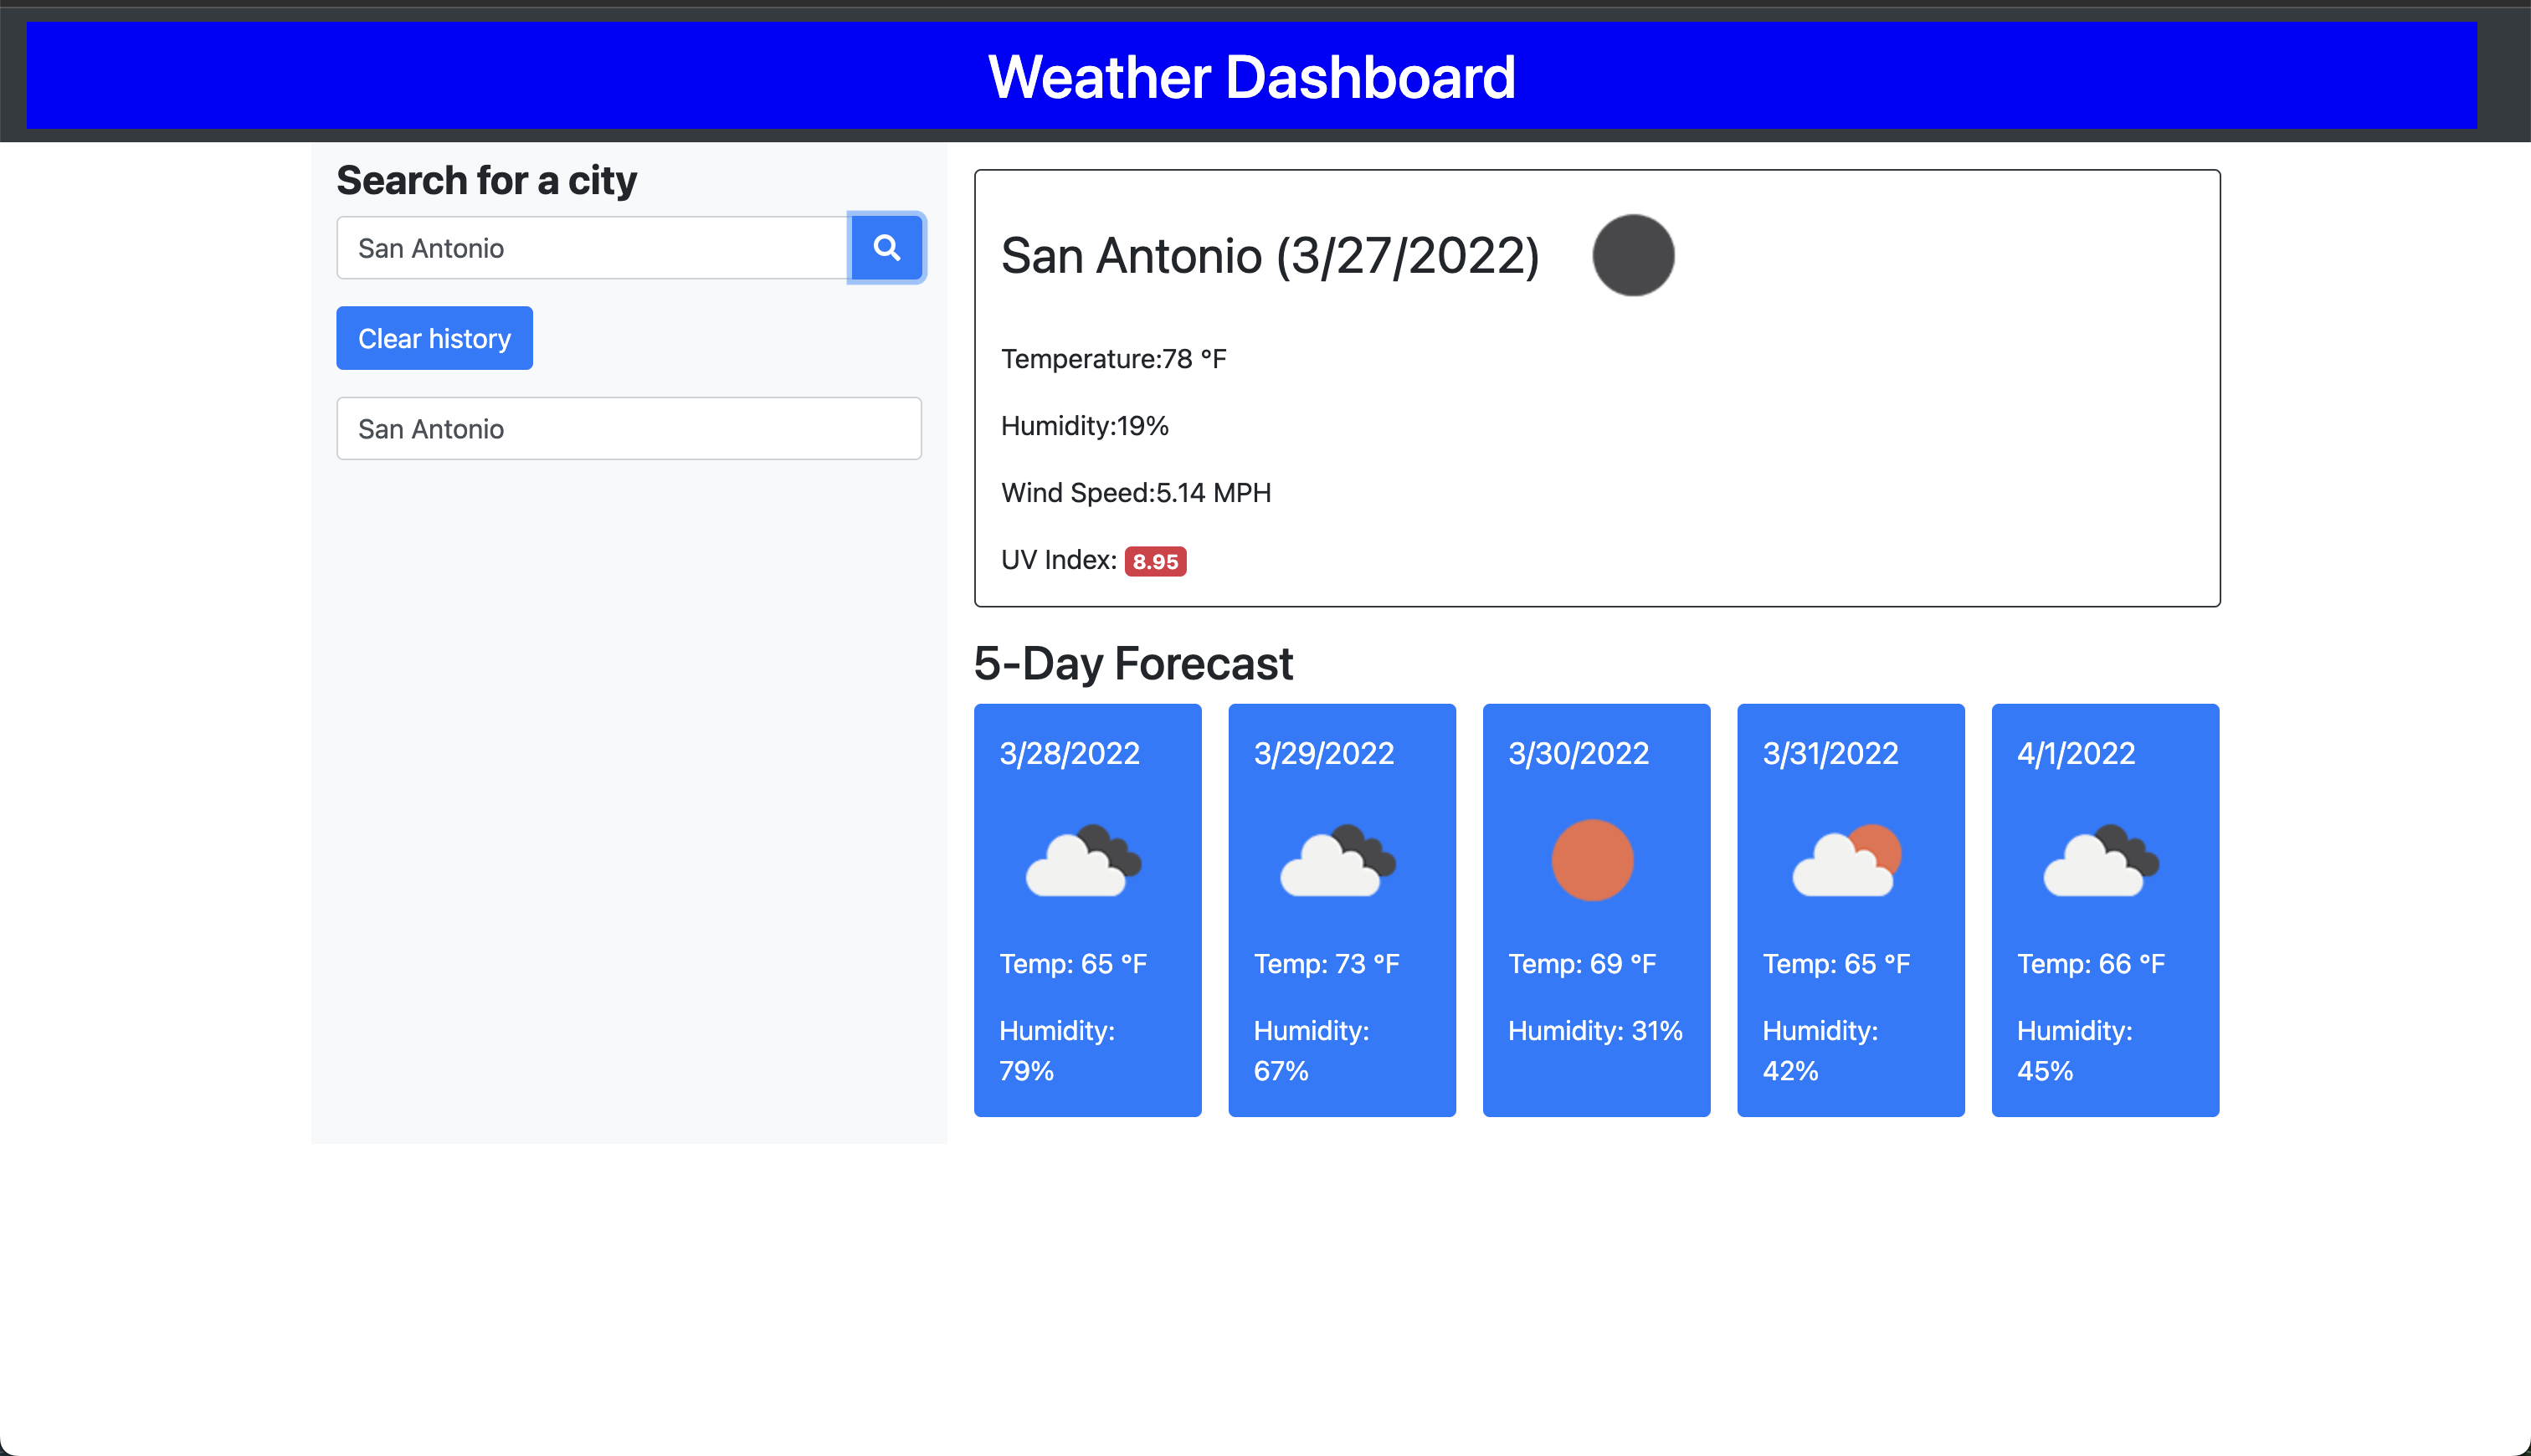 Weather Dashboard
Search for a city
San Antonio
Clear history
San Antonio
San Antonio (3/27/2022)
Temperature:78 °F
Humidity:19%
Wind Speed:5.14 MPH
UV Index: 8.95
5-Day Forecast
3/28/2022
Temp: 65 °F
Humidity:
79%
3/29/2022
Temp: 73 °F
Humidity:
67%
3/30/2022
Temp: 69 °F
Humidity: 31%
3/31/2022
Temp: 65 °F
Humidity:
42%
4/1/2022
Temp: 66 °F
Humidity:
45%